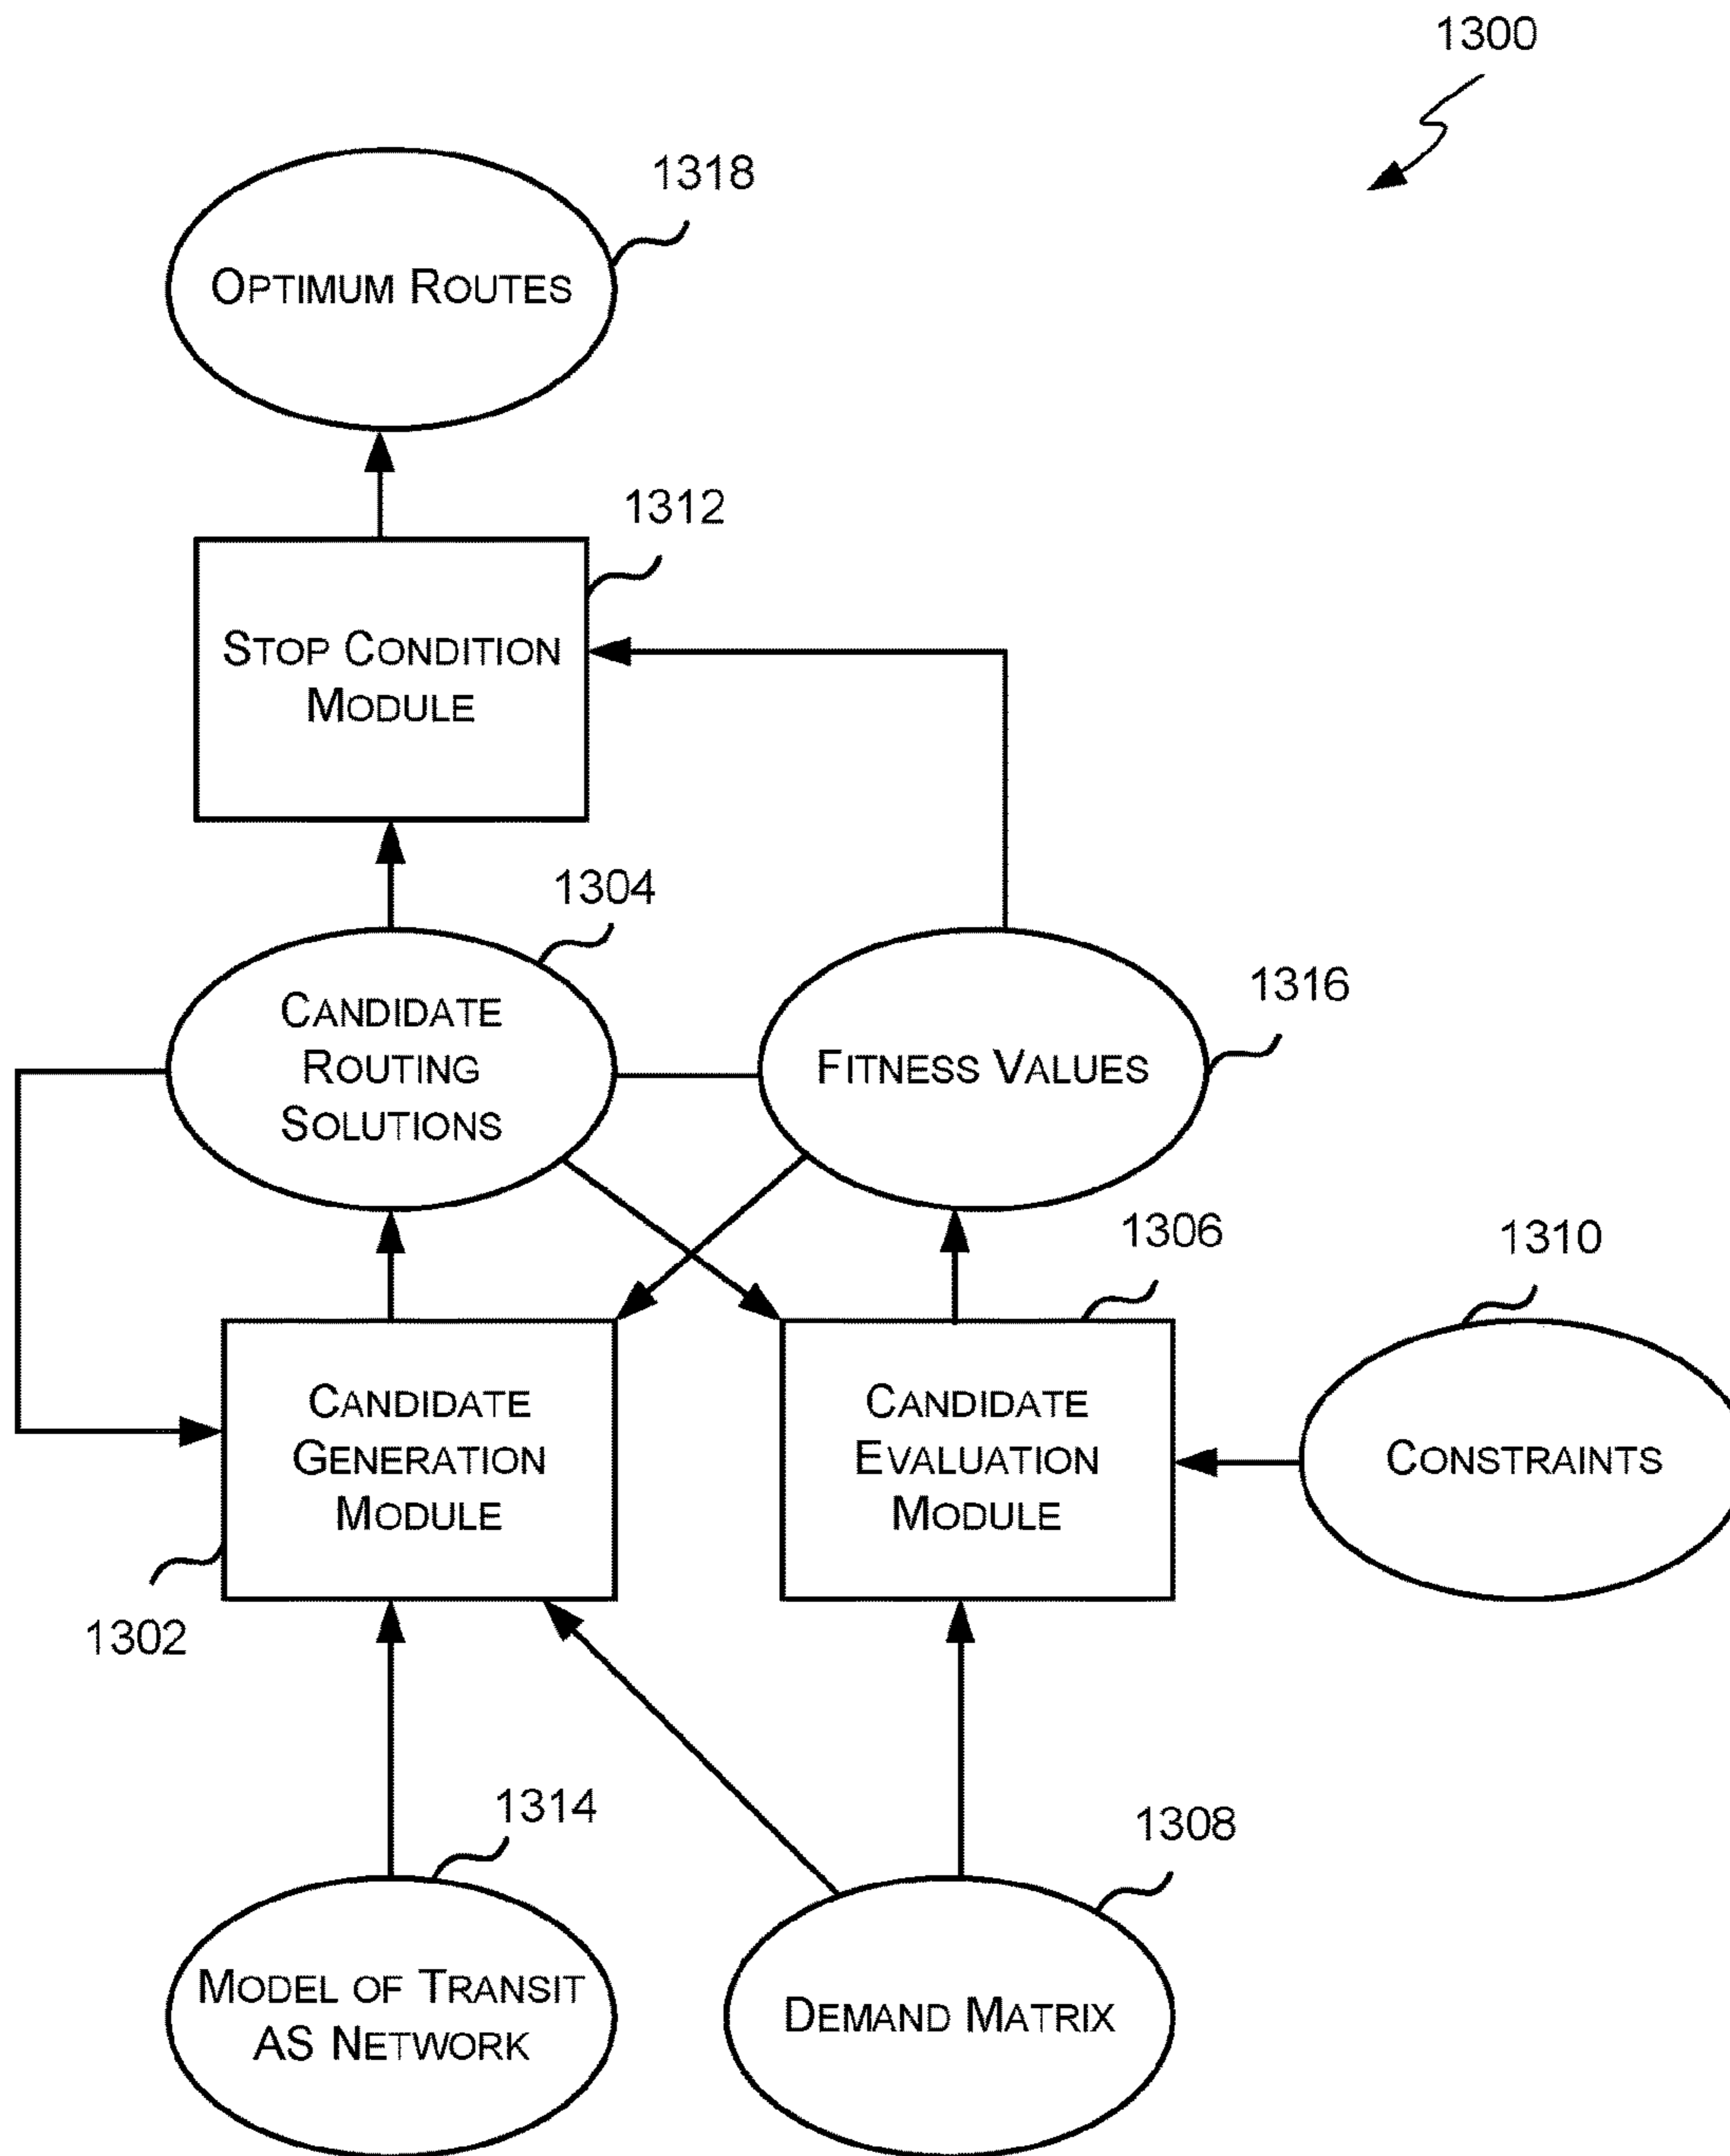 1300
1318
OPTIMUM ROUTES
1312
STOP CONDITION
MODULE
1304
CANDIDATE
ROUTING
SOLUTIONS
1316
FITNESS VALUES
1306
1310
CANDIDATE
GENERATION
MODULE
CANDIDATE
EVALUATION
MODULE
CONSTRAINTS
1302
1314
1308
MODEL OF TRANSIT
AS NETWORK
DEMAND MATRIX